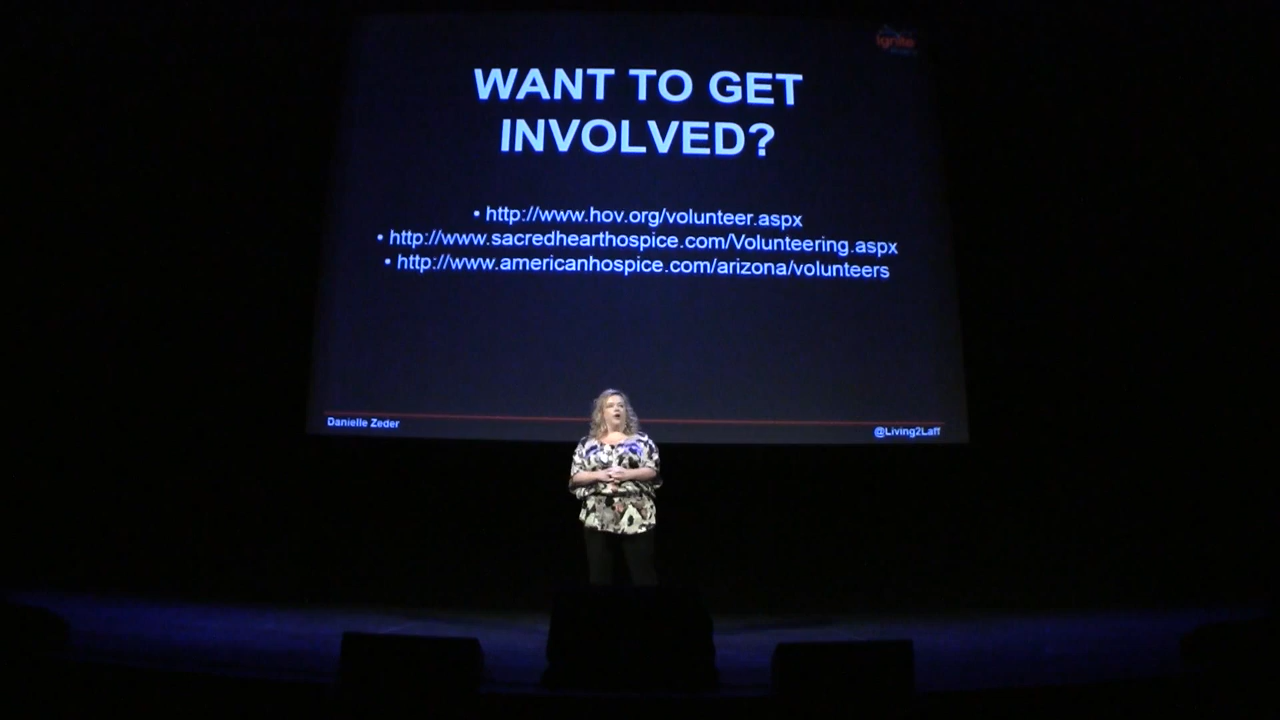 ignite
WANT TO GET
INVOLVED?
• http://www.hov.org/volunteer.aspx
• http://www.sacredhearthospice.com/Volunteering.aspx
• http://www.americanhospice.com/arizona/volunteers
Danielle Zeder
@Living2Laff